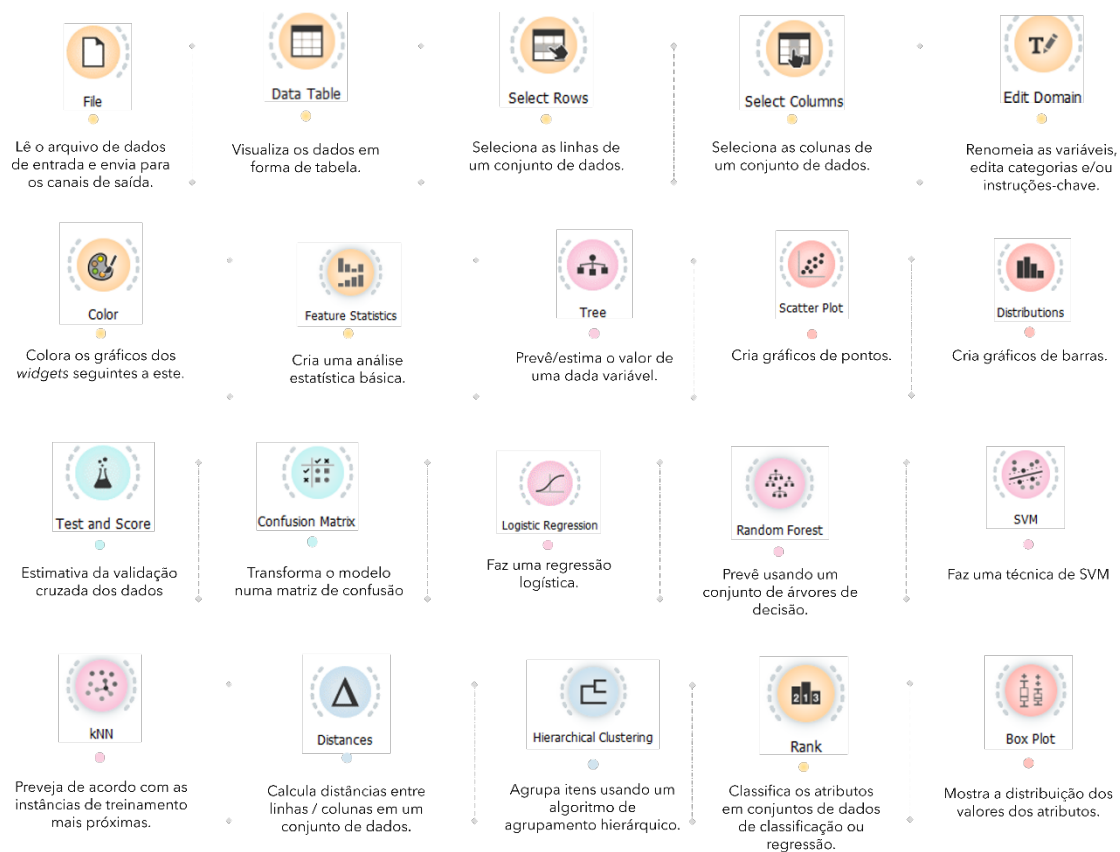 File
Lê o arquivo de dados
de entrada e envia para
os canais de saída.
Data Table
Visualiza os dados em
forma de tabela.
Select Rows
Seleciona as linhas de
um conjunto de dados.
Select Columns
Seleciona as colunas de
um conjunto de dados.
T
Edit Domain
Renomeia as variáveis,
edita categorias e/ou
instruções-chave.
Color
Colora os gráficos dos
widgets seguintes a este.
Feature Statistics
Cria uma análise
estatística básica.
Tree
Prevê/estima o valor de
uma dada variável.
Scatter Plot
Cria gráficos de pontos.
Distributions
Cria gráficos de barras.
Test and Score
Estimativa da validação
cruzada dos dados
Confusion Matrix
Transforma o modelo
numa matriz de confusão
Logistic Regression
Faz uma regressão
logística.
Random Forest
Prevê usando um
conjunto de árvores de
decisão.
SVM
Faz uma técnica de SVM
kNN
Preveja de acordo com as
instâncias de treinamento
mais próximas.
Δ
Distances
Calcula distâncias entre
linhas / colunas em um
conjunto de dados.
Hierarchical Clustering
Agrupa itens usando um
algoritmo de
agrupamento hierárquico.
2 1 3
Rank
Classifica os atributos
em conjuntos de dados
de classificação ou
regressão.
Box Plot
Mostra a distribuição dos
valores dos atributos.